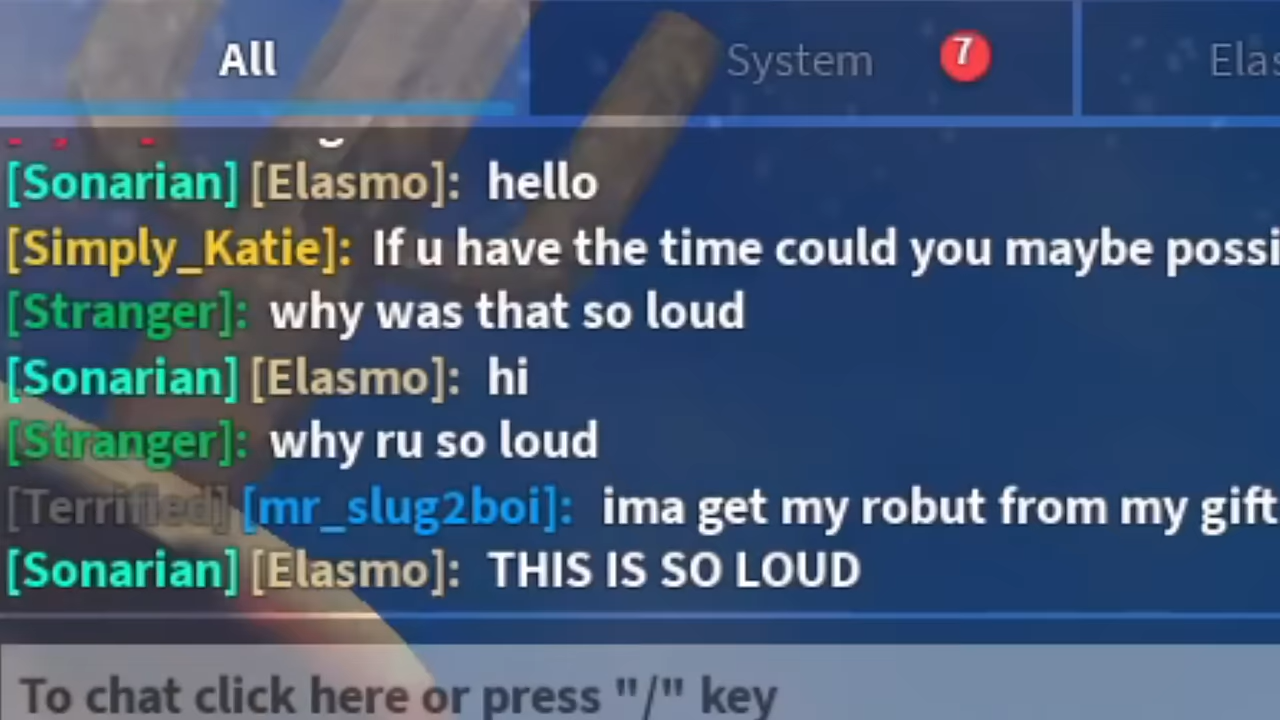 All
System 7 Elas
[Sonarian] [Elasmo]: hello
[Simply_Katie]: If u have the time could you maybe possi
[Stranger]: why was that so loud
[Sonarian] [Elasmo]: hi
[Stranger]: why ru so loud
[Terrified] [mr_slug2boi]: ima get my robut from my gift
[Sonarian] [Elasmo]: THIS IS SO LOUD
To chat click here or press "/" key